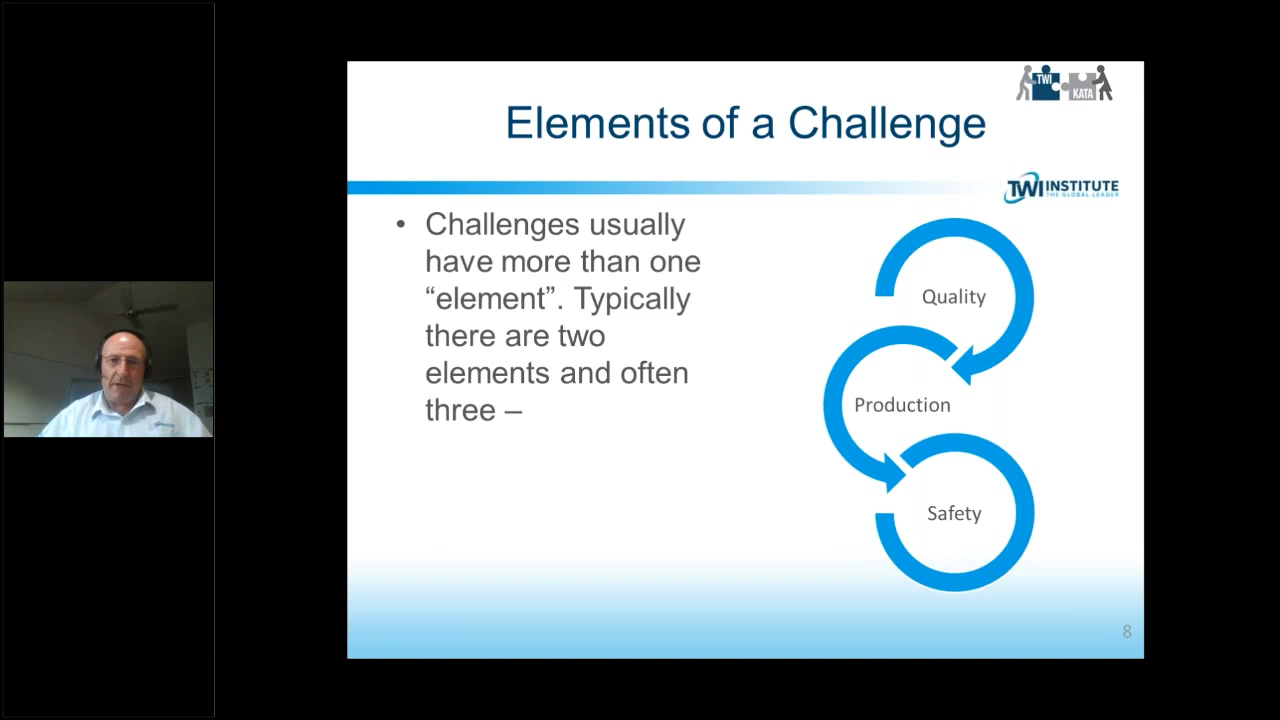 TWI
KATA
Elements of a Challenge
TWI INSTITUTE
THE GLOBAL LEADER
• Challenges usually
have more than one
“element”. Typically
there are two
elements and often
three –
Quality
Production
Safety
8